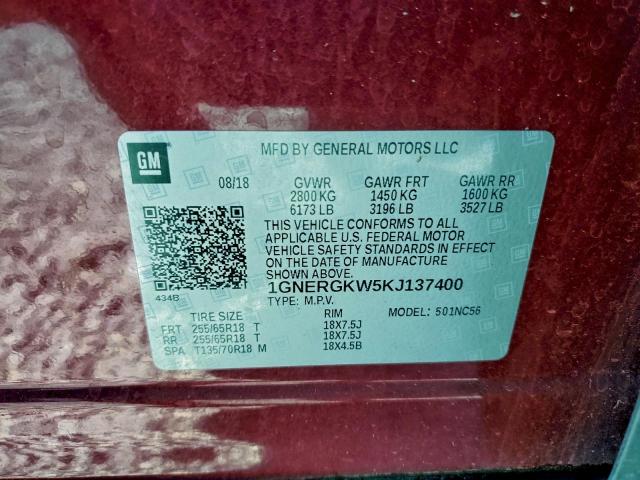 GM
MFD BY GENERAL MOTORS LLC
08/18 GVWR GAWR FRT GAWR RR
2800 KG 1450 KG 1600 KG
6173 LB 3196 LB 3527 LB
THIS VEHICLE CONFORMS TO ALL
APPLICABLE U.S. FEDERAL MOTOR
VEHICLE SAFETY STANDARDS IN EFFECT
ON THE DATE OF MANUFACTURE
SHOWN ABOVE.
434B
1GNERGKW5KJ137400
TYPE: M.P.V.
TIRE SIZE RIM MODEL: 501NC56
FRT 255/65R18 T 18X7.5J
RR 255/65R18 T 18X7.5J
SPA T135/70R18 M 18X4.5B